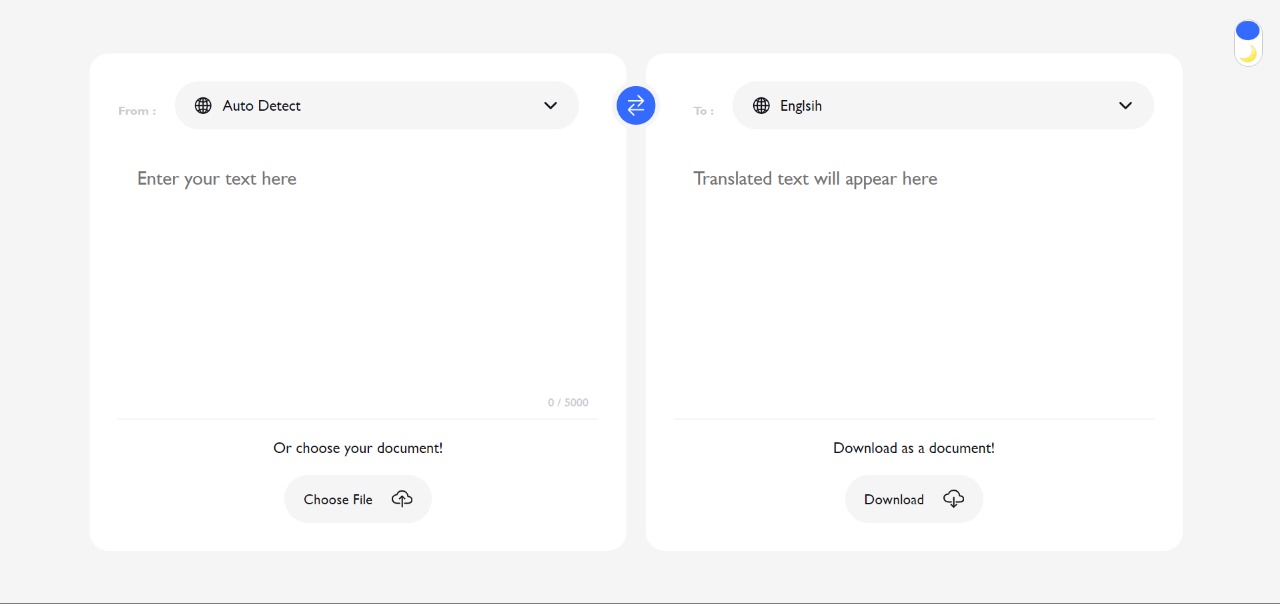 From :
Auto Detect
To :
Englsih
Enter your text here
Translated text will appear here
0 / 5000
Or choose your document!
Download as a document!
Choose File
Download